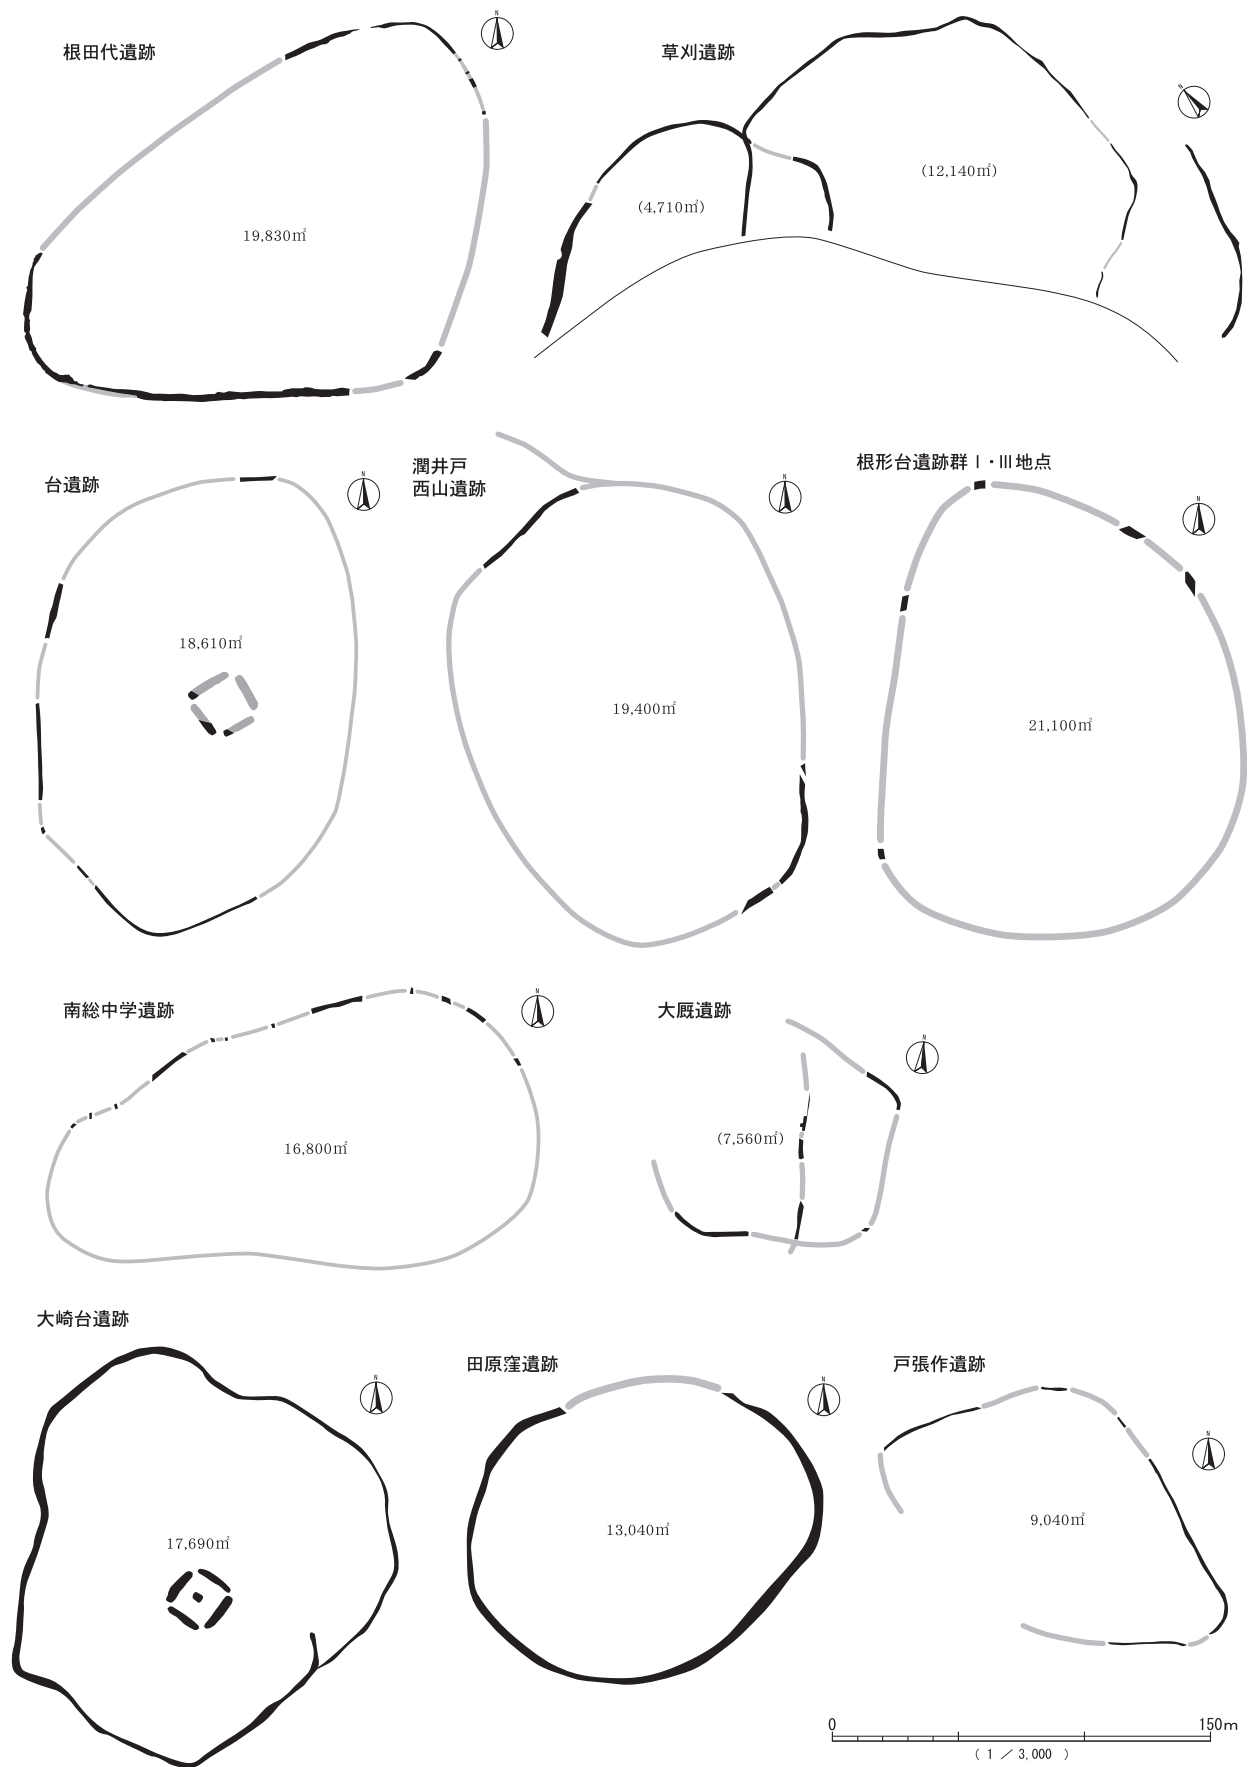 根田代遺跡
N
19,830㎡
草刈遺跡
N
(12,140㎡)
(4,710㎡)
台遺跡
N
18,610㎡
潤井戸
西山遺跡
N
19,400㎡
根形台遺跡群Ⅰ・Ⅲ地点
N
21,100㎡
南総中学遺跡
N
16,800㎡
大厩遺跡
N
(7,560㎡)
大崎台遺跡
N
17,690㎡
田原窪遺跡
N
13,040㎡
戸張作遺跡
N
9,040㎡
0 150m
( 1 / 3,000 )